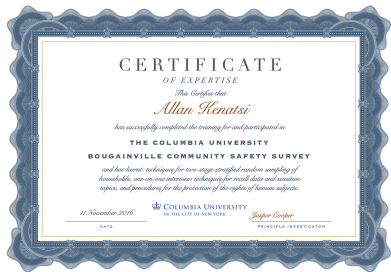 CERTIFICATE
OF EXPERTISE
This Certifies that
Allan Kenatsi
has successfully completed the training for and participated in
THE COLUMBIA UNIVERSITY
BOUGAINVILLE COMMUNITY SAFETY SURVEY
and has learnt: techniques for two-stage stratified random sampling of
households, one-on-one interview techniques for recall data and sensitive
topics, and procedures for the protection of the rights of human subjects.
11 November 2016
COLUMBIA UNIVERSITY
IN THE CITY OF NEW YORK
Jasper Cooper
DATE
PRINCIPLE INVESTIGATOR